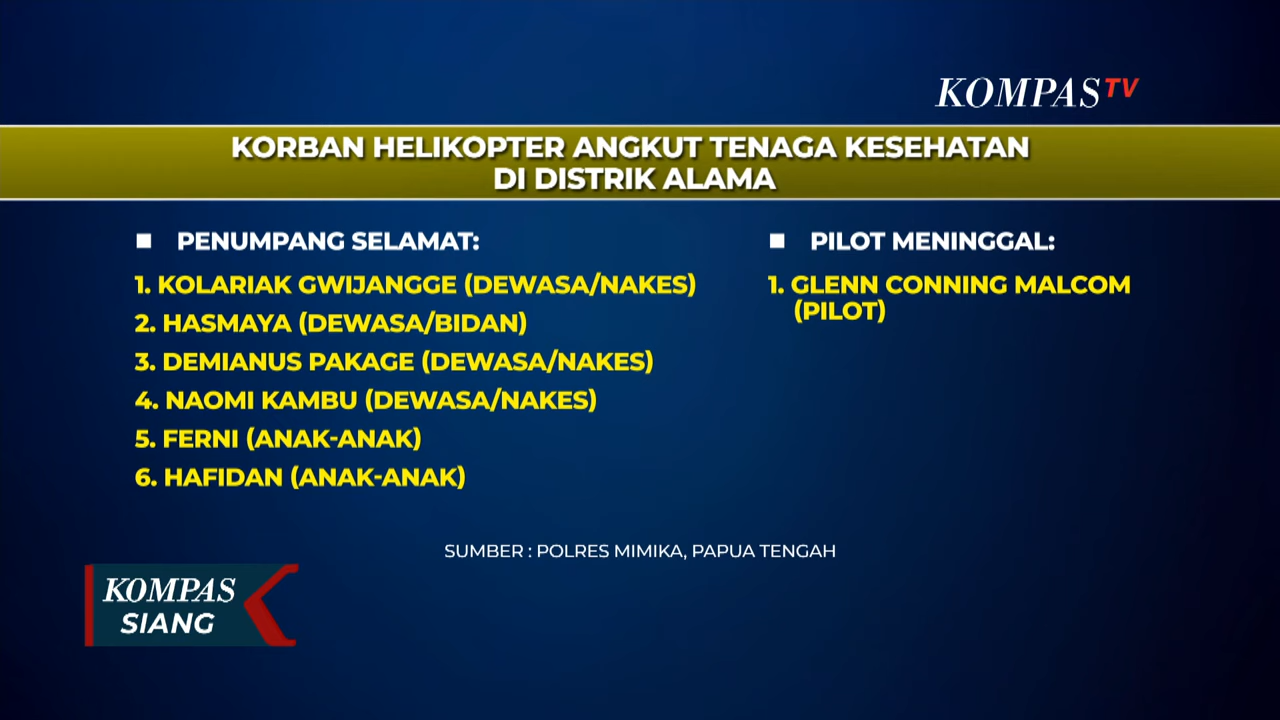 KOMPAS TV
KORBAN HELIKOPTER ANGKUT TENAGA KESEHATAN
DI DISTRIK ALAMA
PENUMPANG SELAMAT:
1. KOLARIAK GWIJANGGE (DEWASA/NAKES)
2. HASMAYA (DEWASA/BIDAN)
3. DEMIANUS PAKAGE (DEWASA/NAKES)
4. NAOMI KAMBU (DEWASA/NAKES)
5. FERNI (ANAK-ANAK)
6. HAFIDAN (ANAK-ANAK)
PILOT MENINGGAL:
1. GLENN CONNING MALCOM
(PILOT)
SUMBER : POLRES MIMIKA, PAPUA TENGAH
KOMPAS
SIANG